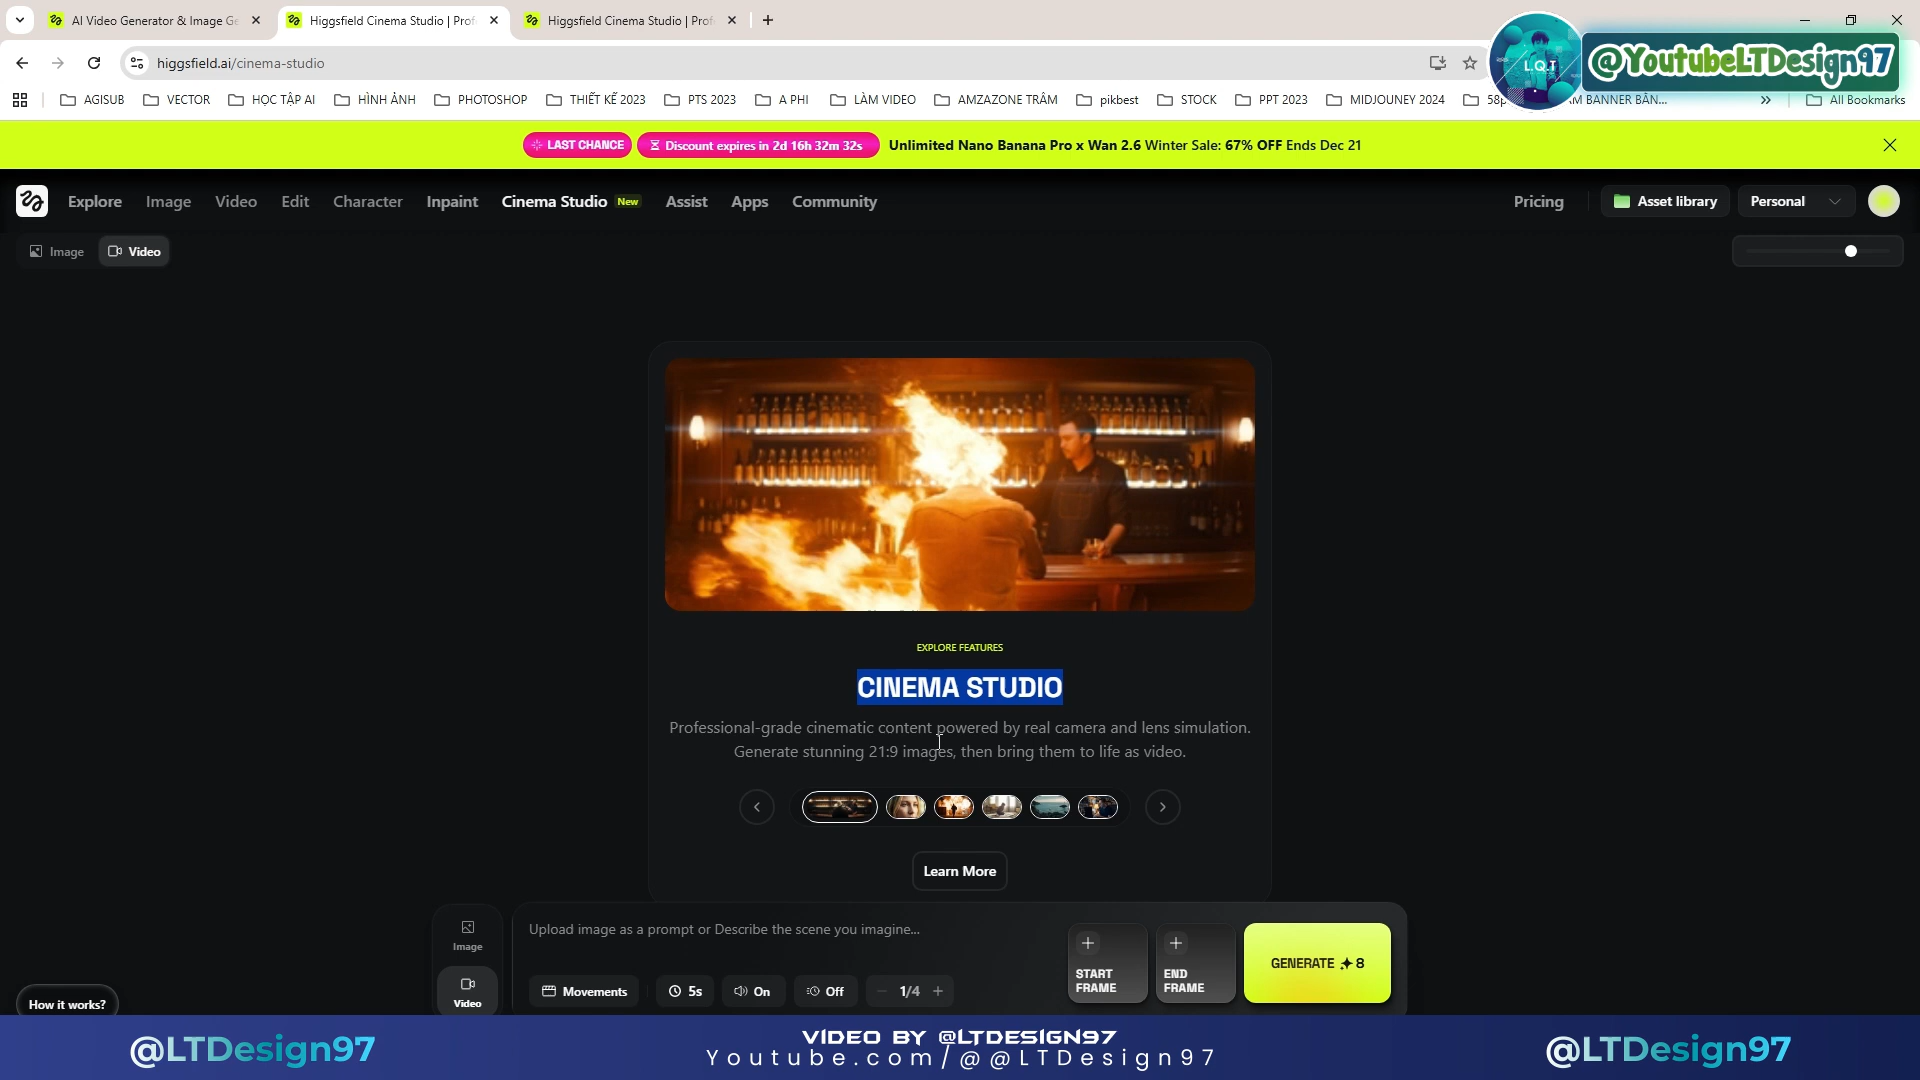 AI Video Generator & Image Ge
Higgsfield Cinema Studio | Prof
Higgsfield Cinema Studio | Prof
higgsfield.ai/cinema-studio
L.Q.T
@YoutubeLTDesign97
AGISUB
VECTOR
HỌC TẬP AI
HÌNH ẢNH
PHOTOSHOP
THIẾT KẾ 2023
PTS 2023
A PHI
LÀM VIDEO
AMZAZONE TRÂM
pikbest
STOCK
PPT 2023
MIDJOUNEY 2024
58p
M BANNER BÁN...
All Bookmarks
LAST CHANCE
Discount expires in 2d 16h 32m 32s
Unlimited Nano Banana Pro x Wan 2.6 Winter Sale: 67% OFF Ends Dec 21
Explore
Image
Video
Edit
Character
Inpaint
Cinema Studio
New
Assist
Apps
Community
Pricing
Asset library
Personal
Image
Video
EXPLORE FEATURES
CINEMA STUDIO
Professional-grade cinematic content powered by real camera and lens simulation.
Generate stunning 21:9 images, then bring them to life as video.
Learn More
Image
Video
Upload image as a prompt or Describe the scene you imagine...
Movements
5s
On
Off
1/4
START
FRAME
END
FRAME
GENERATE 8
How it works?
@LTDesign97
VIDEO BY @LTDESIGN97
Youtube.com/@@LTDesign97
@LTDesign97